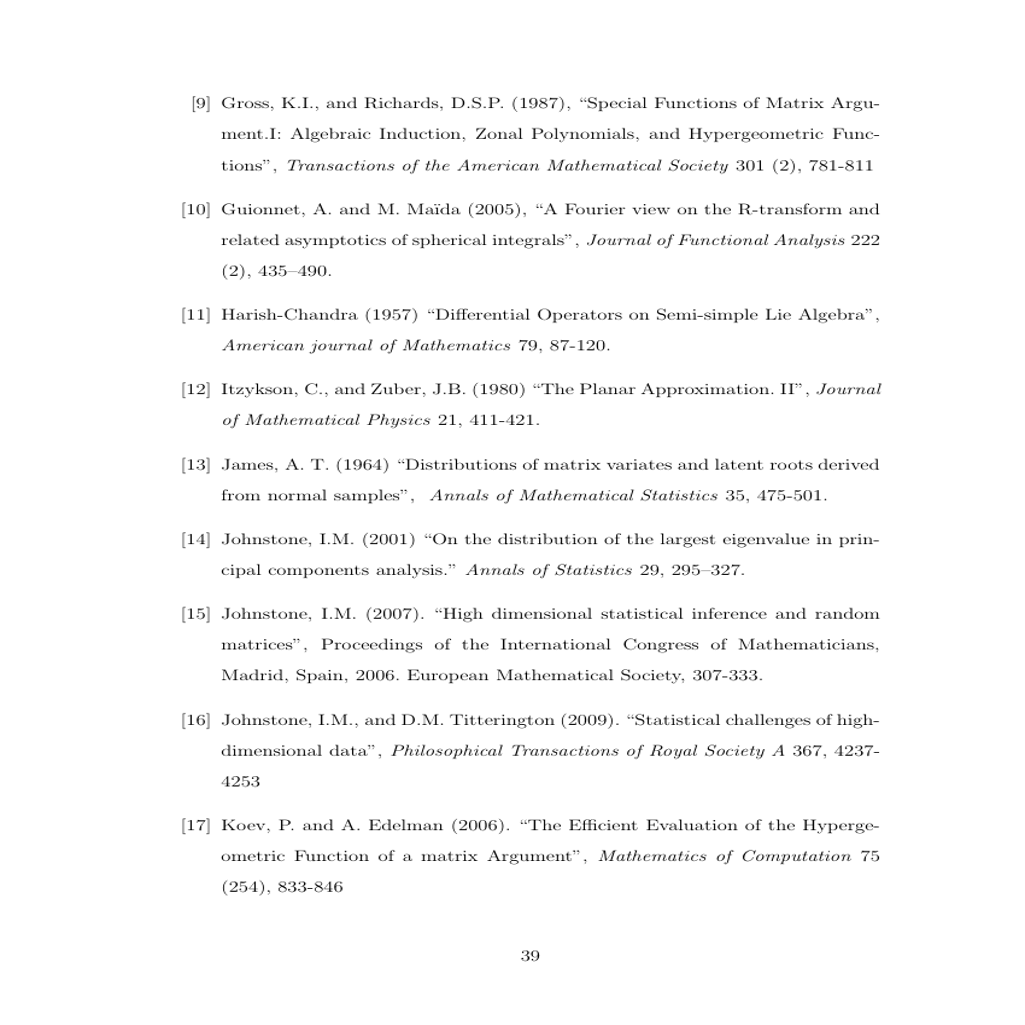 [9] Gross, K.I., and Richards, D.S.P. (1987), “Special Functions of Matrix Argu-
ment.I: Algebraic Induction, Zonal Polynomials, and Hypergeometric Func-
tions”, Transactions of the American Mathematical Society 301 (2), 781-811
[10] Guionnet, A. and M. Maïda (2005), “A Fourier view on the R-transform and
related asymptotics of spherical integrals”, Journal of Functional Analysis 222
(2), 435–490.
[11] Harish-Chandra (1957) “Differential Operators on Semi-simple Lie Algebra”,
American journal of Mathematics 79, 87-120.
[12] Itzykson, C., and Zuber, J.B. (1980) “The Planar Approximation. II”, Journal
of Mathematical Physics 21, 411-421.
[13] James, A. T. (1964) “Distributions of matrix variates and latent roots derived
from normal samples”, Annals of Mathematical Statistics 35, 475-501.
[14] Johnstone, I.M. (2001) “On the distribution of the largest eigenvalue in prin-
cipal components analysis.” Annals of Statistics 29, 295–327.
[15] Johnstone, I.M. (2007). “High dimensional statistical inference and random
matrices”, Proceedings of the International Congress of Mathematicians,
Madrid, Spain, 2006. European Mathematical Society, 307-333.
[16] Johnstone, I.M., and D.M. Titterington (2009). “Statistical challenges of high-
dimensional data”, Philosophical Transactions of Royal Society A 367, 4237-
4253
[17] Koev, P. and A. Edelman (2006). “The Efficient Evaluation of the Hyperge-
ometric Function of a matrix Argument”, Mathematics of Computation 75
(254), 833-846
39